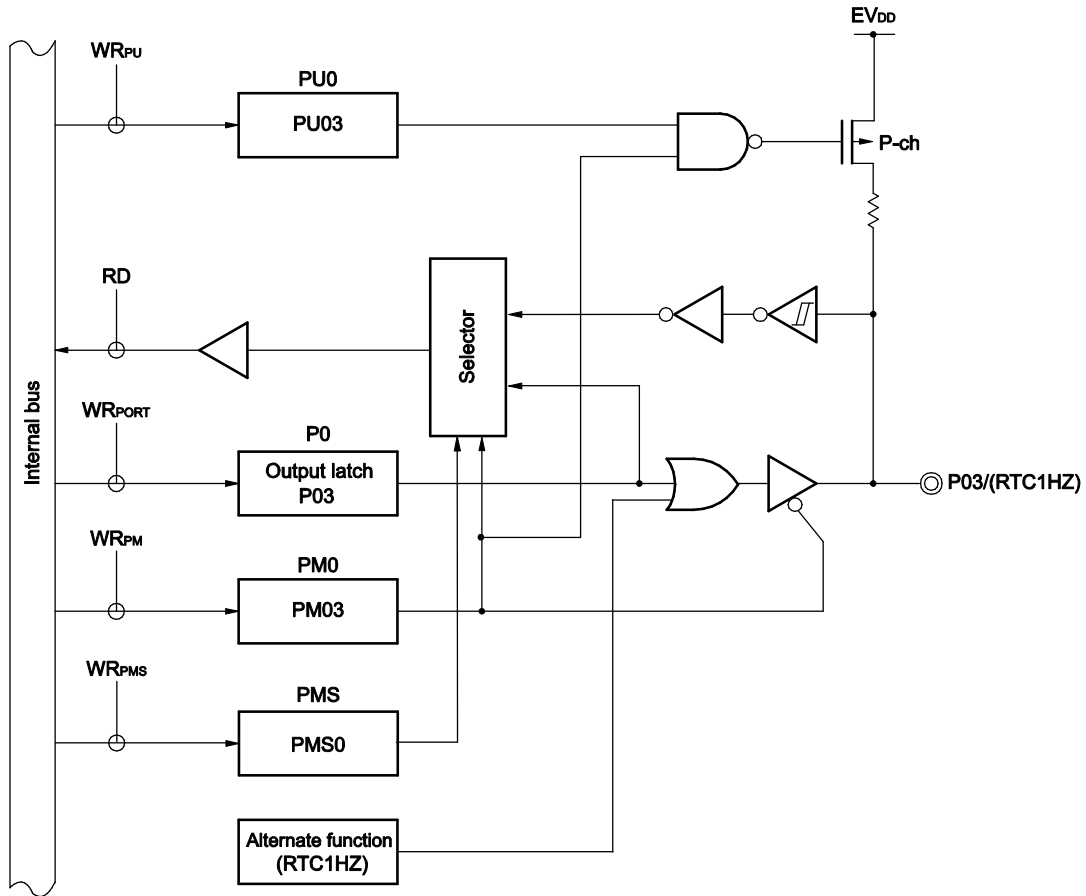 EVDD
WRPU
PU0
PU03
P-ch
RD
Selector
Internal bus
WRPORT
P0
Output latch
P03
P03/(RTC1HZ)
WRPM
PM0
PM03
WRPMS
PMS
PMS0
Alternate function
(RTC1HZ)